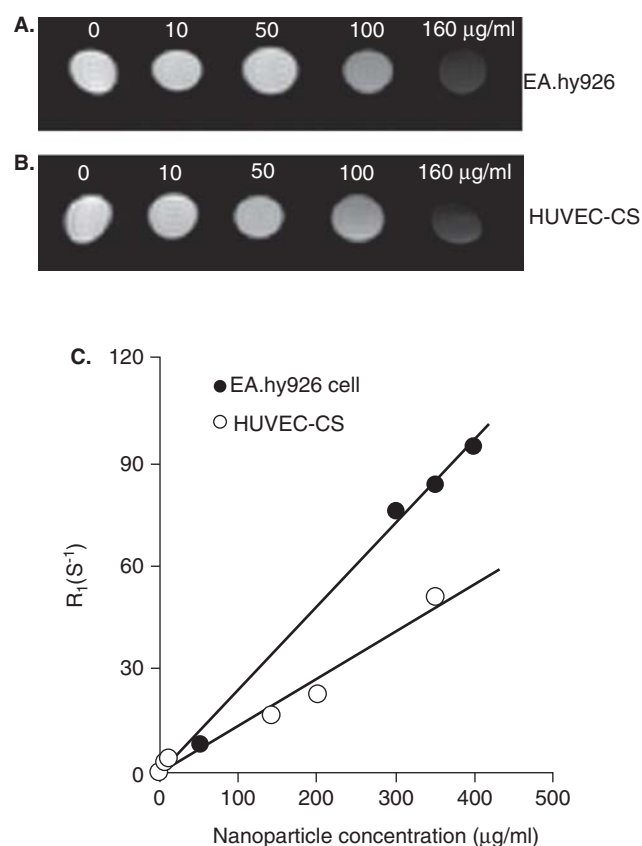 A.
0 10 50 100 160 μg/ml
EA.hy926
B.
0 10 50 100 160 μg/ml
HUVEC-CS
C.
120
90
60
30
0
R₁(S⁻¹)
EA.hy926 cell
HUVEC-CS
0 100 200 300 400 500
Nanoparticle concentration (μg/ml)